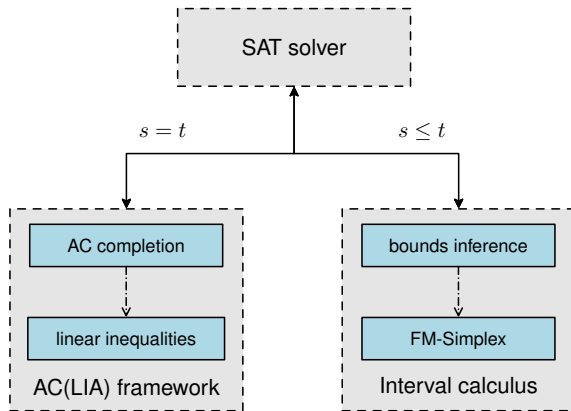 SAT solver
s = t
s ≤ t
AC completion
linear inequalities
AC(LIA) framework
bounds inference
FM-Simplex
Interval calculus